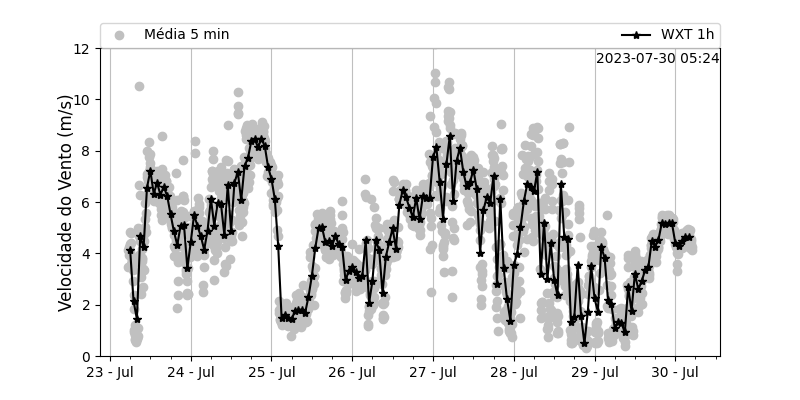 Média 5 min
WXT 1h
2023-07-30 05:24
Velocidade do Vento (m/s)
12
10
8
6
4
2
0
23 - Jul
24 - Jul
25 - Jul
26 - Jul
27 - Jul
28 - Jul
29 - Jul
30 - Jul